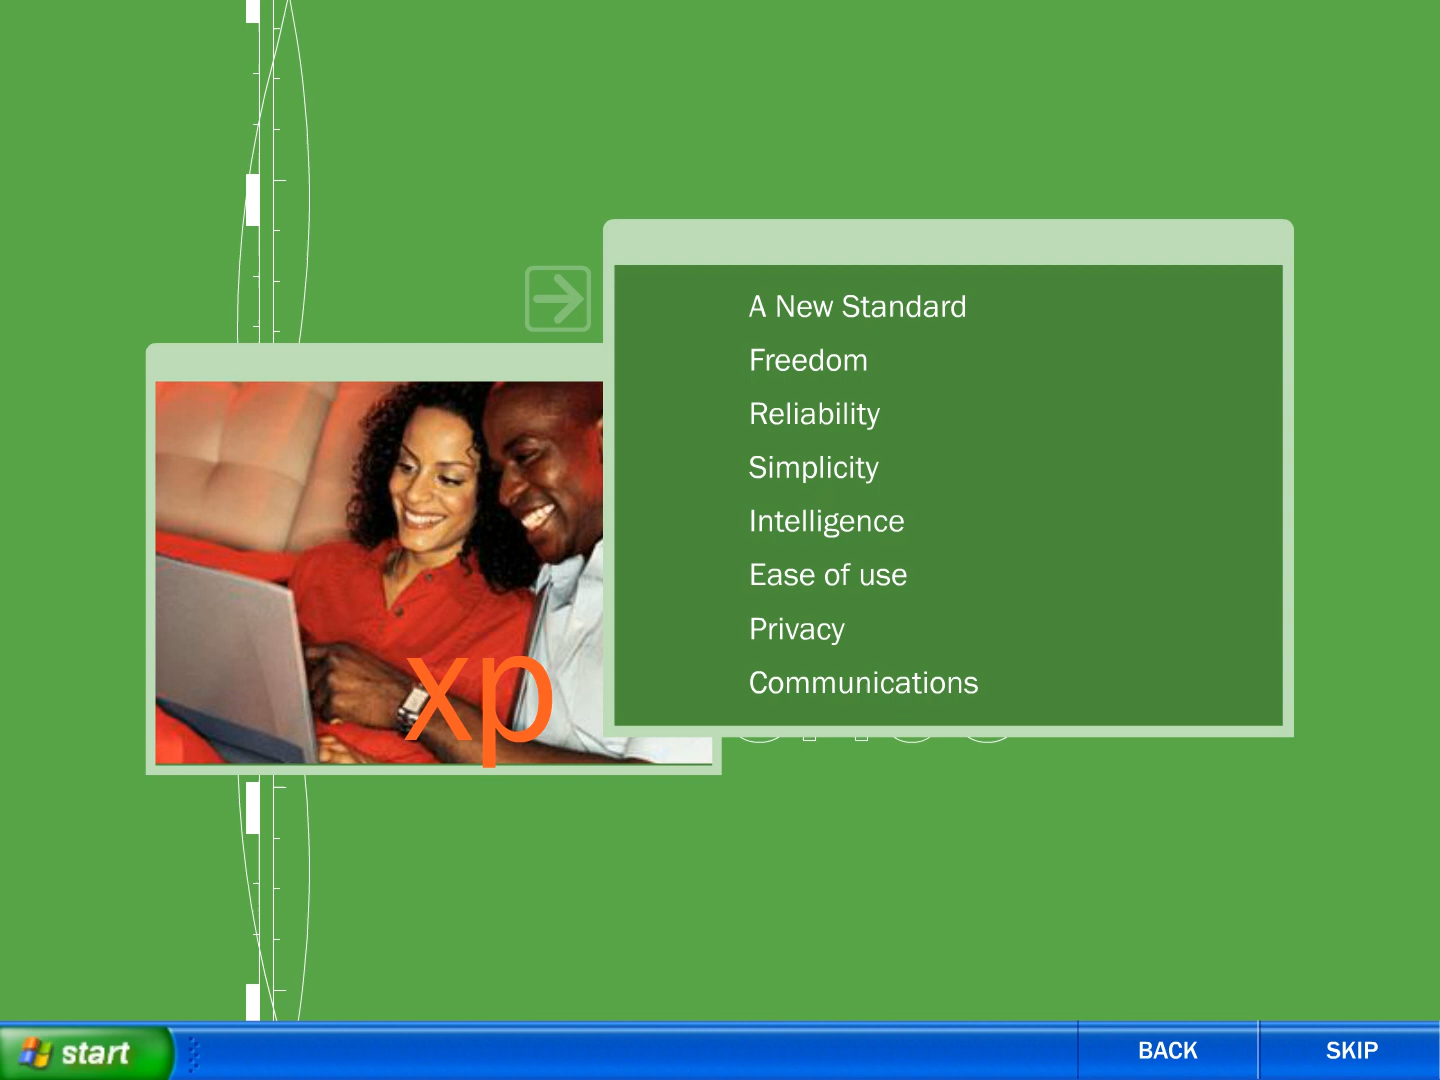 A New Standard
Freedom
Reliability
Simplicity
Intelligence
Ease of use
Privacy
Communications
xp
start
BACK
SKIP